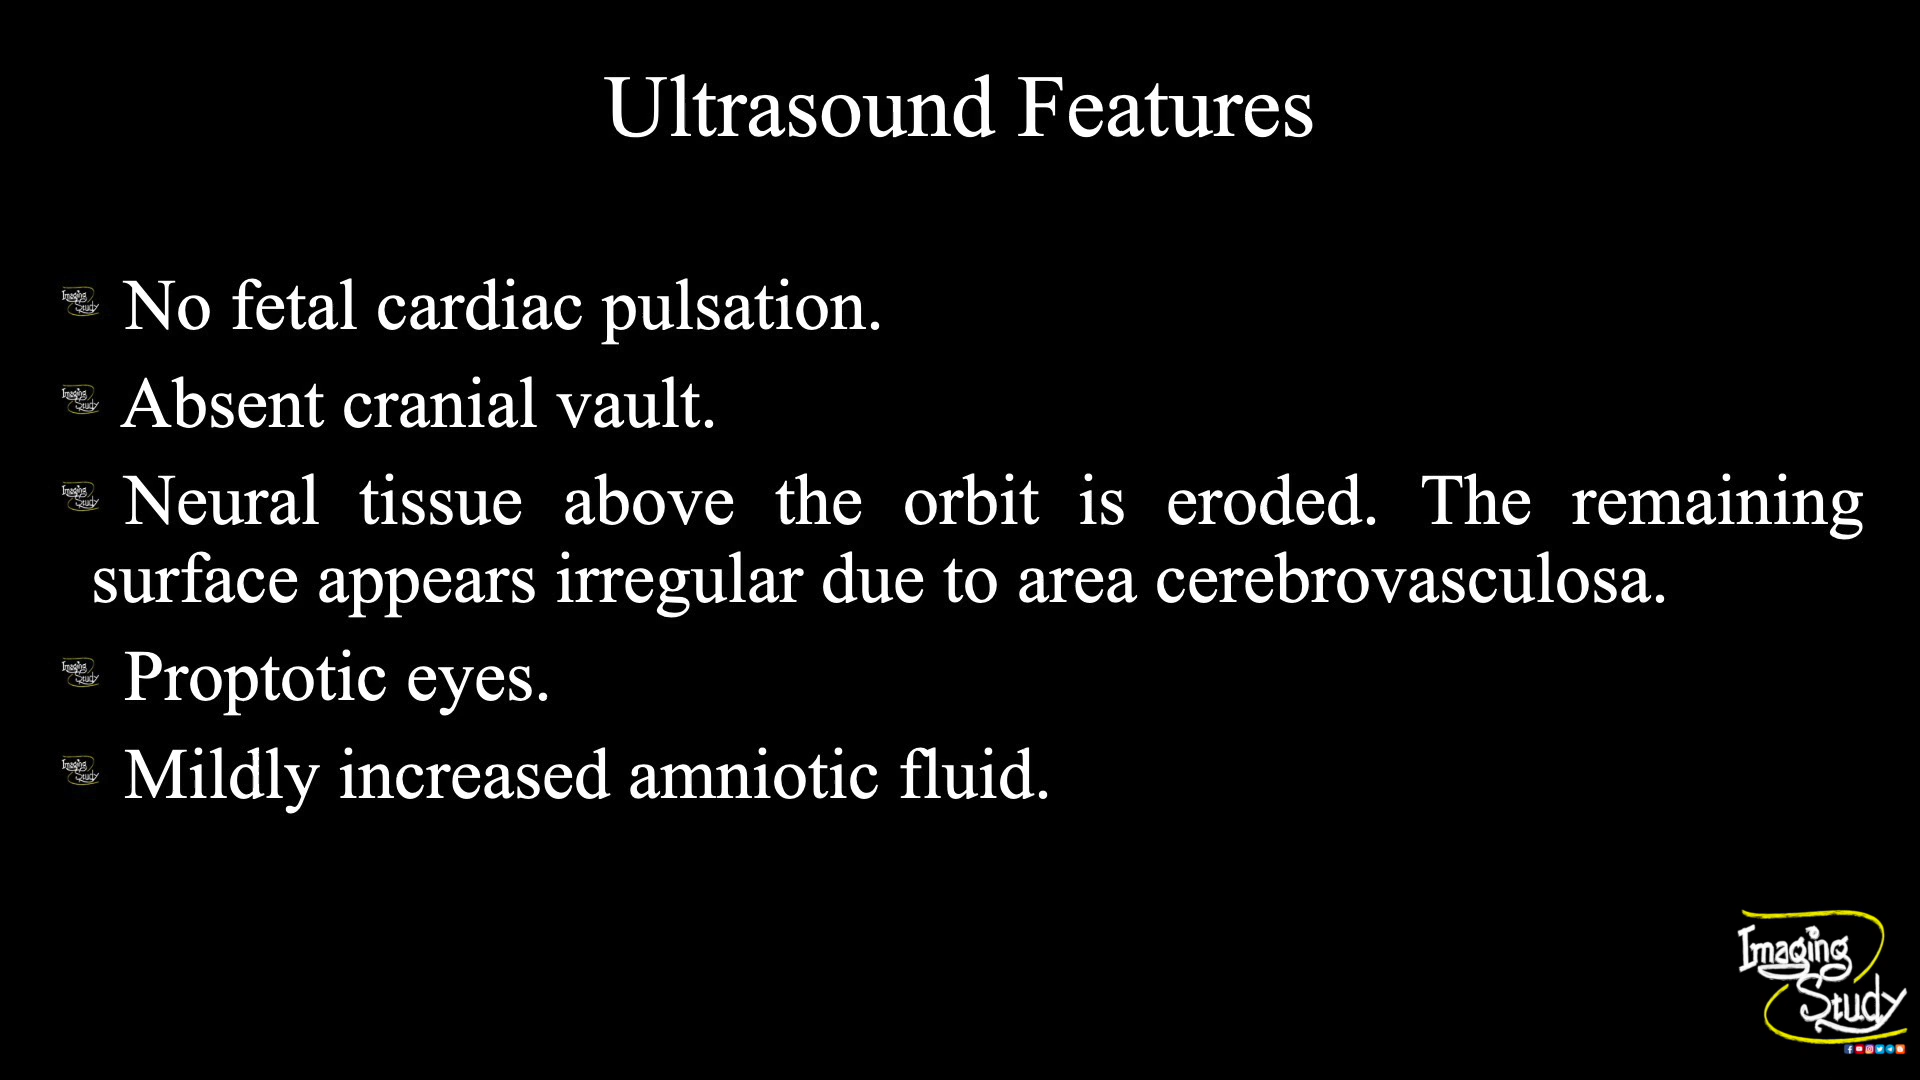 Ultrasound Features
No fetal cardiac pulsation.
Absent cranial vault.
Neural tissue above the orbit is eroded. The remaining
surface appears irregular due to area cerebrovasculosa.
Proptotic eyes.
Mildly increased amniotic fluid.
Imaging
Study